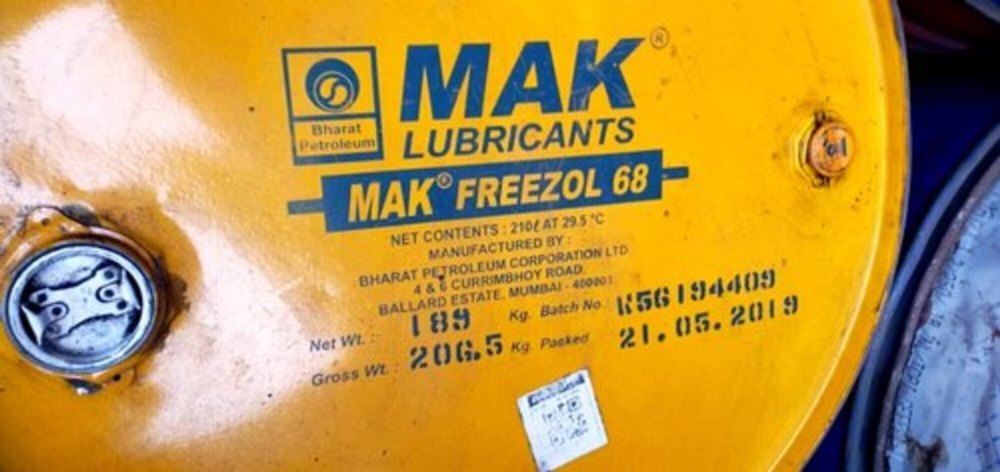 Bharat
Petroleum
MAK®
LUBRICANTS
MAK® FREEZOL 68
NET CONTENTS : 210ℓ AT 29.5 °C
MANUFACTURED BY :
BHARAT PETROLEUM CORPORATION LTD.
4 & 6 CURRIMBHOY ROAD,
BALLARD ESTATE, MUMBAI - 400001.
Net Wt. : 189 Kg. Batch No. K56194409
Gross Wt. : 206.5 Kg. Packed 21.05.2019